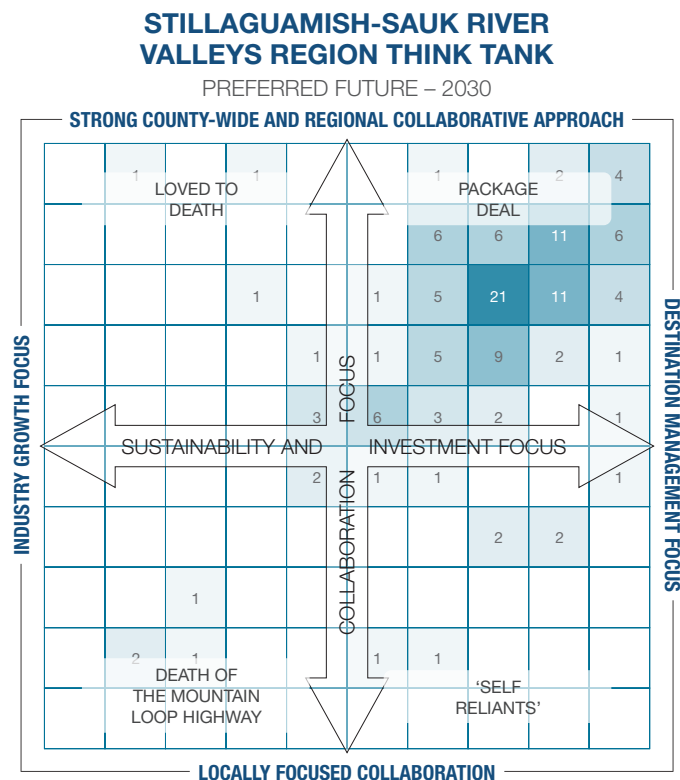 STILLAGUAMISH-SAUK RIVER
VALLEYS REGION THINK TANK
PREFERRED FUTURE – 2030
STRONG COUNTY-WIDE AND REGIONAL COLLABORATIVE APPROACH
1 1 1 2 4
LOVED TO
DEATH
PACKAGE
DEAL
6 6 11 6
1 1 5 21 11 4
1 1 5 9 2 1
3 6 3 2 1
INDUSTRY GROWTH FOCUS
SUSTAINABILITY AND INVESTMENT FOCUS
COLLABORATION FOCUS
DESTINATION MANAGEMENT FOCUS
2 1 1 1
2 2
1
2 1 1 1
DEATH OF
THE MOUNTAIN
LOOP HIGHWAY
‘SELF
RELIANTS’
LOCALLY FOCUSED COLLABORATION